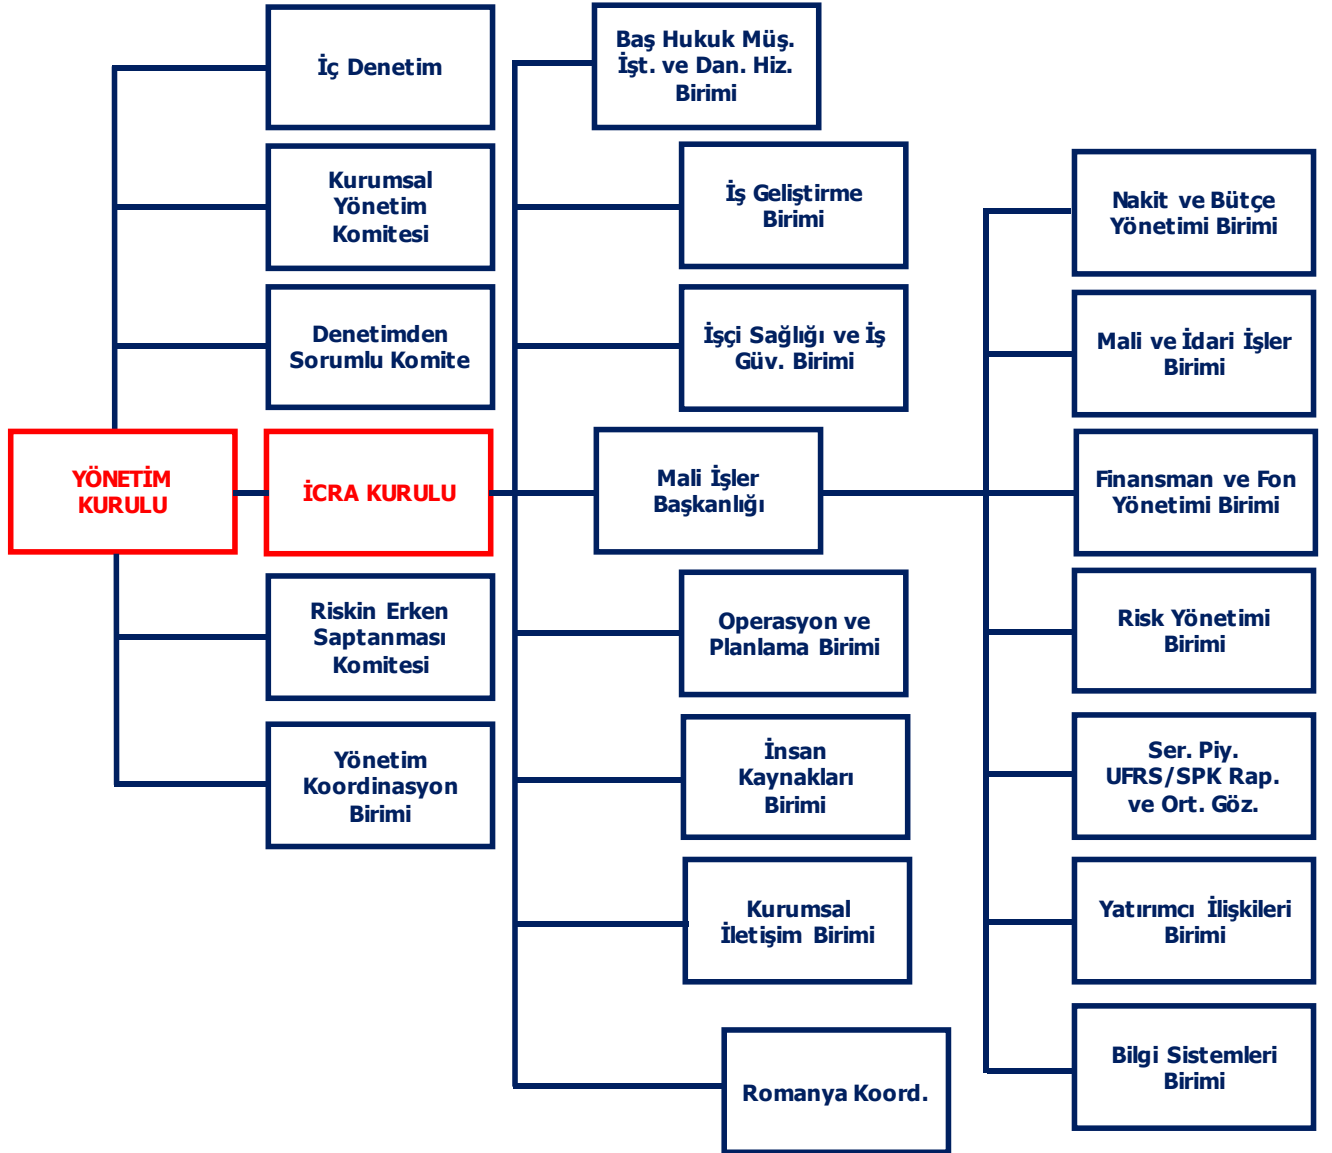 İç Denetim
Kurumsal
Yönetim
Komitesi
Denetimden
Sorumlu Komite
YÖNETİM
KURULU
İCRA KURULU
Riskin Erken
Saptanması
Komitesi
Yönetim
Koordinasyon
Birimi
Baş Hukuk Müş.
İşt. ve Dan. Hiz.
Birimi
İş Geliştirme
Birimi
İşçi Sağlığı ve İş
Güv. Birimi
Mali İşler
Başkanlığı
Operasyon ve
Planlama Birimi
İnsan
Kaynakları
Birimi
Kurumsal
İletişim Birimi
Romanya Koord.
Nakit ve Bütçe
Yönetimi Birimi
Mali ve İdari İşler
Birimi
Finansman ve Fon
Yönetimi Birimi
Risk Yönetimi
Birimi
Ser. Piy.
UFRS/SPK Rap.
ve Ort. Göz.
Yatırımcı İlişkileri
Birimi
Bilgi Sistemleri
Birimi